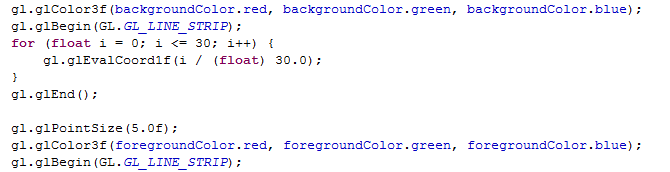 gl.glColor3f(backgroundColor.red, backgroundColor.green, backgroundColor.blue);
gl.glBegin(GL.GL_LINE_STRIP);
for (float i = 0; i <= 30; i++) {
    gl.glEvalCoord1f(i / (float) 30.0);
}
gl.glEnd();

gl.glPointSize(5.0f);
gl.glColor3f(foregroundColor.red, foregroundColor.green, foregroundColor.blue);
gl.glBegin(GL.GL_LINE_STRIP);